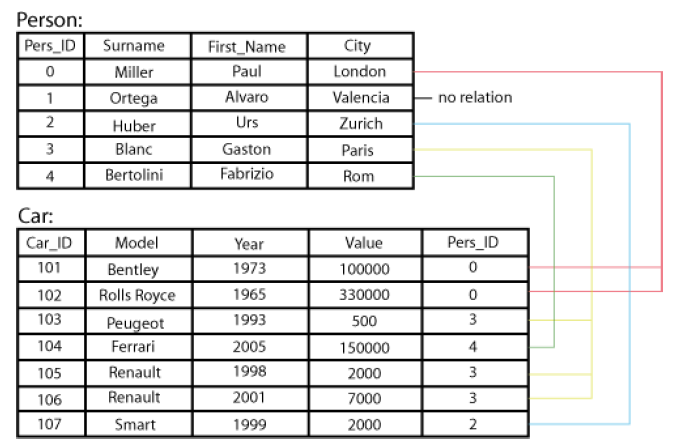 Person:
Pers_ID Surname First_Name City
0 Miller Paul London
1 Ortega Alvaro Valencia no relation
2 Huber Urs Zurich
3 Blanc Gaston Paris
4 Bertolini Fabrizio Rom
Car:
Car_ID Model Year Value Pers_ID
101 Bentley 1973 100000 0
102 Rolls Royce 1965 330000 0
103 Peugeot 1993 500 3
104 Ferrari 2005 150000 4
105 Renault 1998 2000 3
106 Renault 2001 7000 3
107 Smart 1999 2000 2